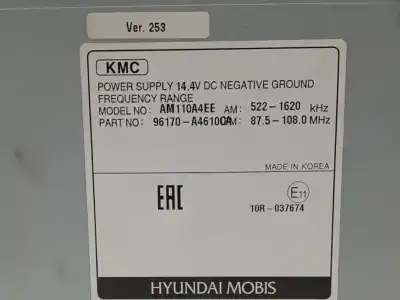 Ver. 253
KMC
POWER SUPPLY 14.4V DC NEGATIVE GROUND
FREQUENCY RANGE
MODEL NO: AM110A4EE AM: 522-1620 kHz
PART NO: 96170-A4610CA FM: 87.5-108.0 MHz
MADE IN KOREA
EAC
E11
10R-037674
HYUNDAI MOBIS